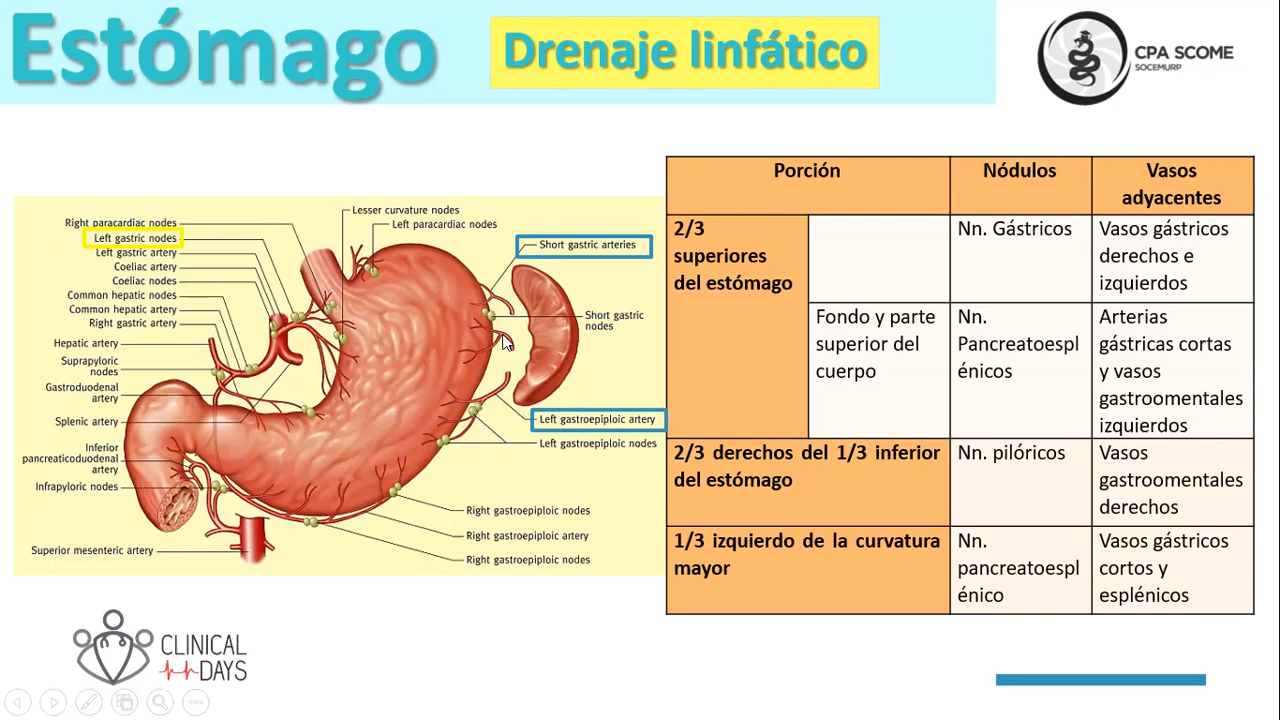 Estómago
Drenaje linfático
CPA SCOME
SOCEMURP
Lesser curvature nodes
Right paracardiac nodes
Left paracardiac nodes
Left gastric nodes
Short gastric arteries
Left gastric artery
Coeliac artery
Coeliac nodes
Common hepatic nodes
Common hepatic artery
Short gastric
nodes
Right gastric artery
Hepatic artery
Suprapyloric
nodes
Gastroduodenal
artery
Splenic artery
Left gastroepiploic artery
Left gastroepiploic nodes
Inferior
pancreaticoduodenal
artery
Infrapyloric nodes
Right gastroepiploic nodes
Right gastroepiploic artery
Superior mesenteric artery
Right gastroepiploic nodes
Porción
Nódulos
Vasos
adyacentes
2/3
superiores
del estómago
Nn. Gástricos
Vasos gástricos
derechos e
izquierdos
Fondo y parte
superior del
cuerpo
Nn.
Pancreatoespl
énicos
Arterias
gástricas cortas
y vasos
gastroomentales
izquierdos
2/3 derechos del 1/3 inferior
del estómago
Nn. pilóricos
Vasos
gastroomentales
derechos
1/3 izquierdo de la curvatura
mayor
Nn.
pancreatoespl
énico
Vasos gástricos
cortos y
esplénicos
CLINICAL
DAYS